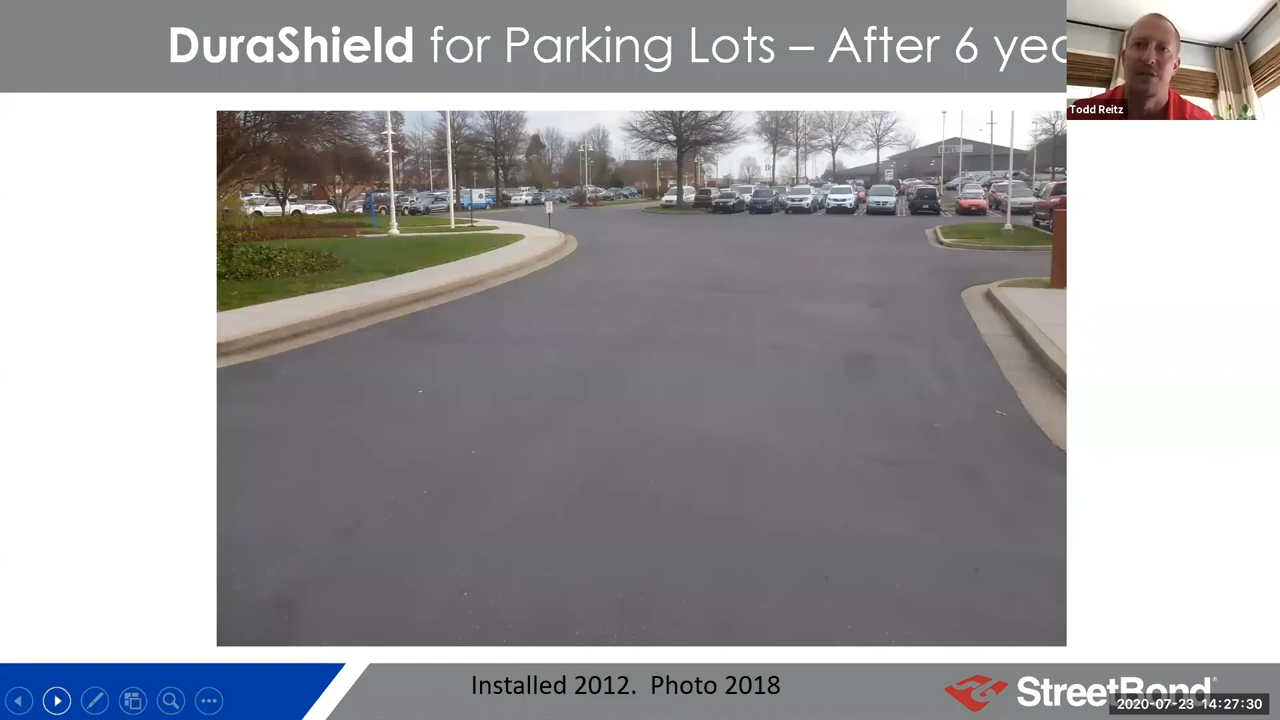 DuraShield for Parking Lots – After 6 yea
Todd Reitz
Installed 2012. Photo 2018
StreetBond
2020-07-23 14:27:30